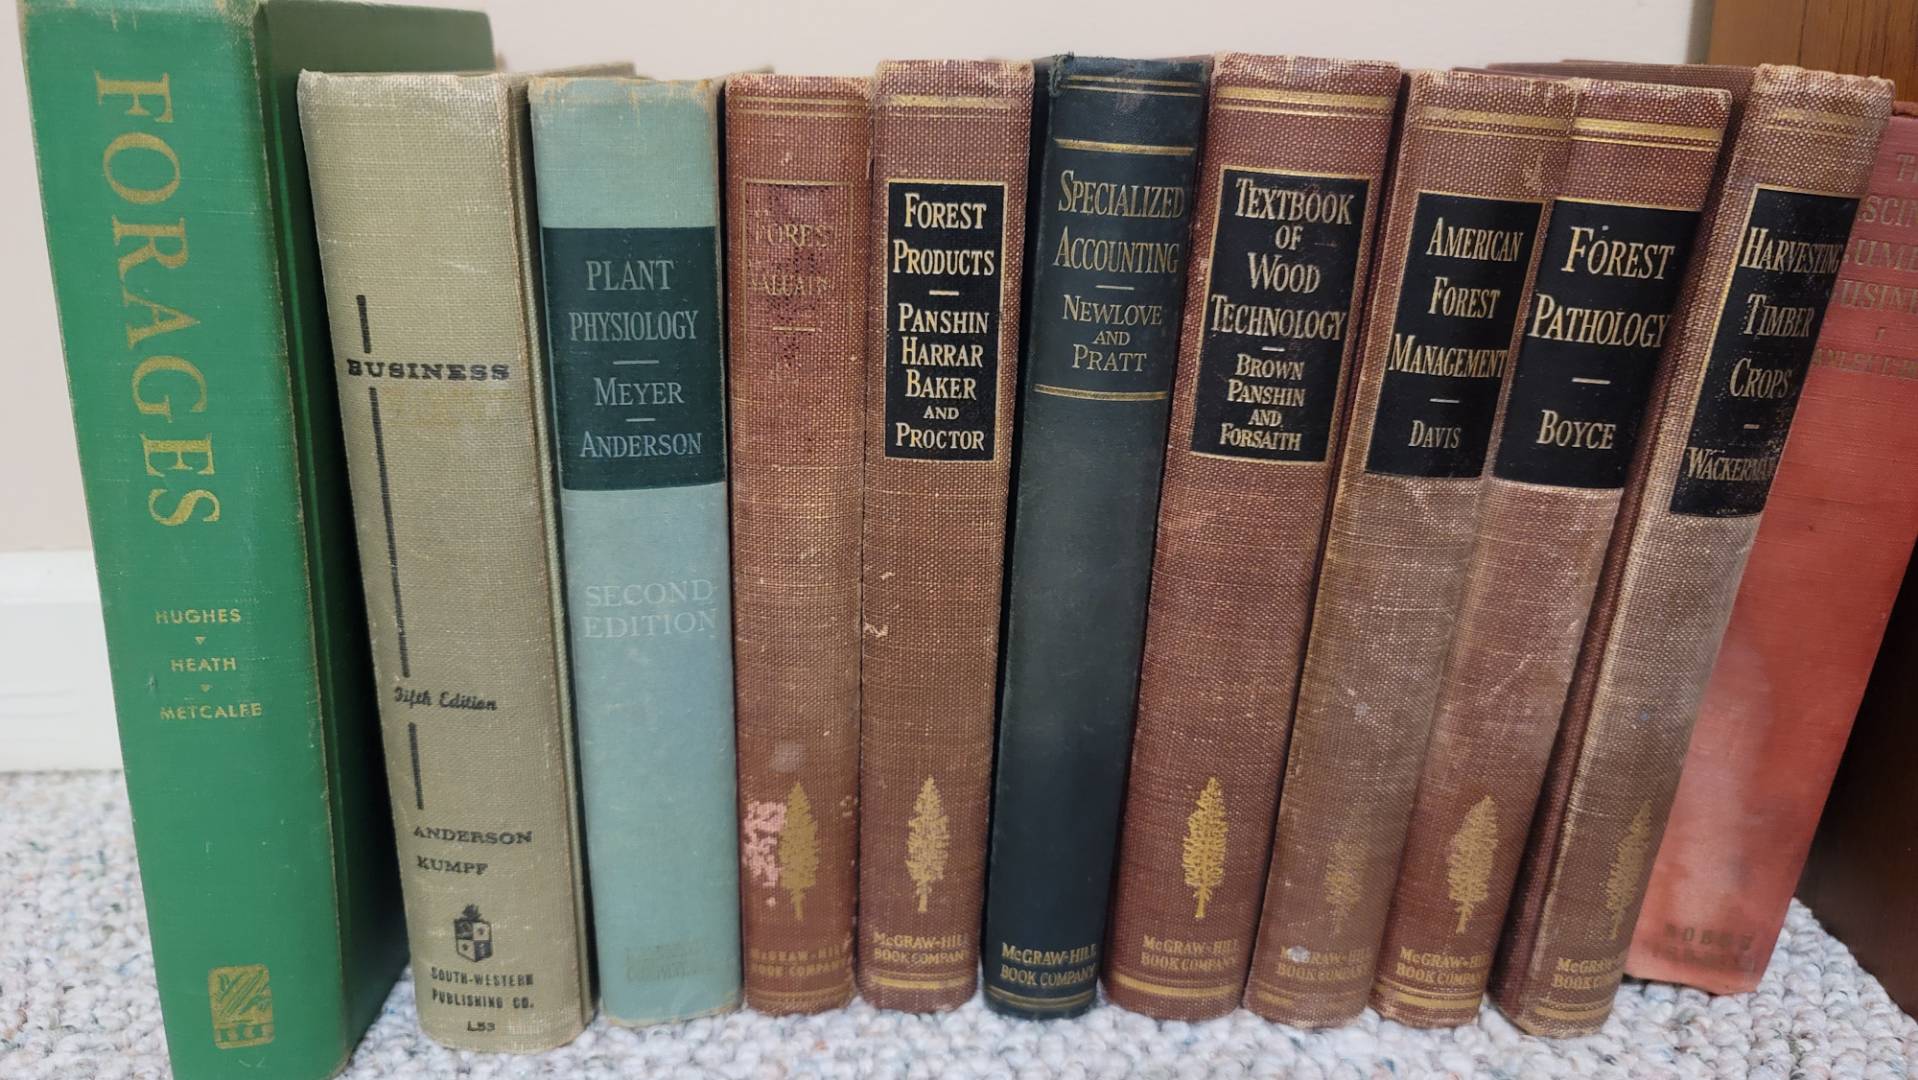 FORAGES
HUGHES
HEATH
METCALFE
BUSINESS
Fifth Edition
ANDERSON
KUMPF
SOUTH-WESTERN
PUBLISHING CO.
L53
PLANT
PHYSIOLOGY
MEYER
ANDERSON
SECOND
EDITION
FOREST
VALUATION
McGRAW-HILL
BOOK COMPANY
FOREST
PRODUCTS
PANSHIN
HARRAR
BAKER
AND
PROCTOR
McGRAW-HILL
BOOK COMPANY
SPECIALIZED
ACCOUNTING
NEWLOVE
AND
PRATT
McGRAW-HILL
BOOK COMPANY
TEXTBOOK
OF
WOOD
TECHNOLOGY
BROWN
PANSHIN
AND
FORSAITH
McGRAW-HILL
BOOK COMPANY
AMERICAN
FOREST
MANAGEMENT
DAVIS
McGRAW-HILL
BOOK COMPANY
FOREST
PATHOLOGY
BOYCE
McGRAW-HILL
BOOK COMPANY
HARVESTING
TIMBER
CROPS
WACKERMAN
McGRAW-
BOOK C